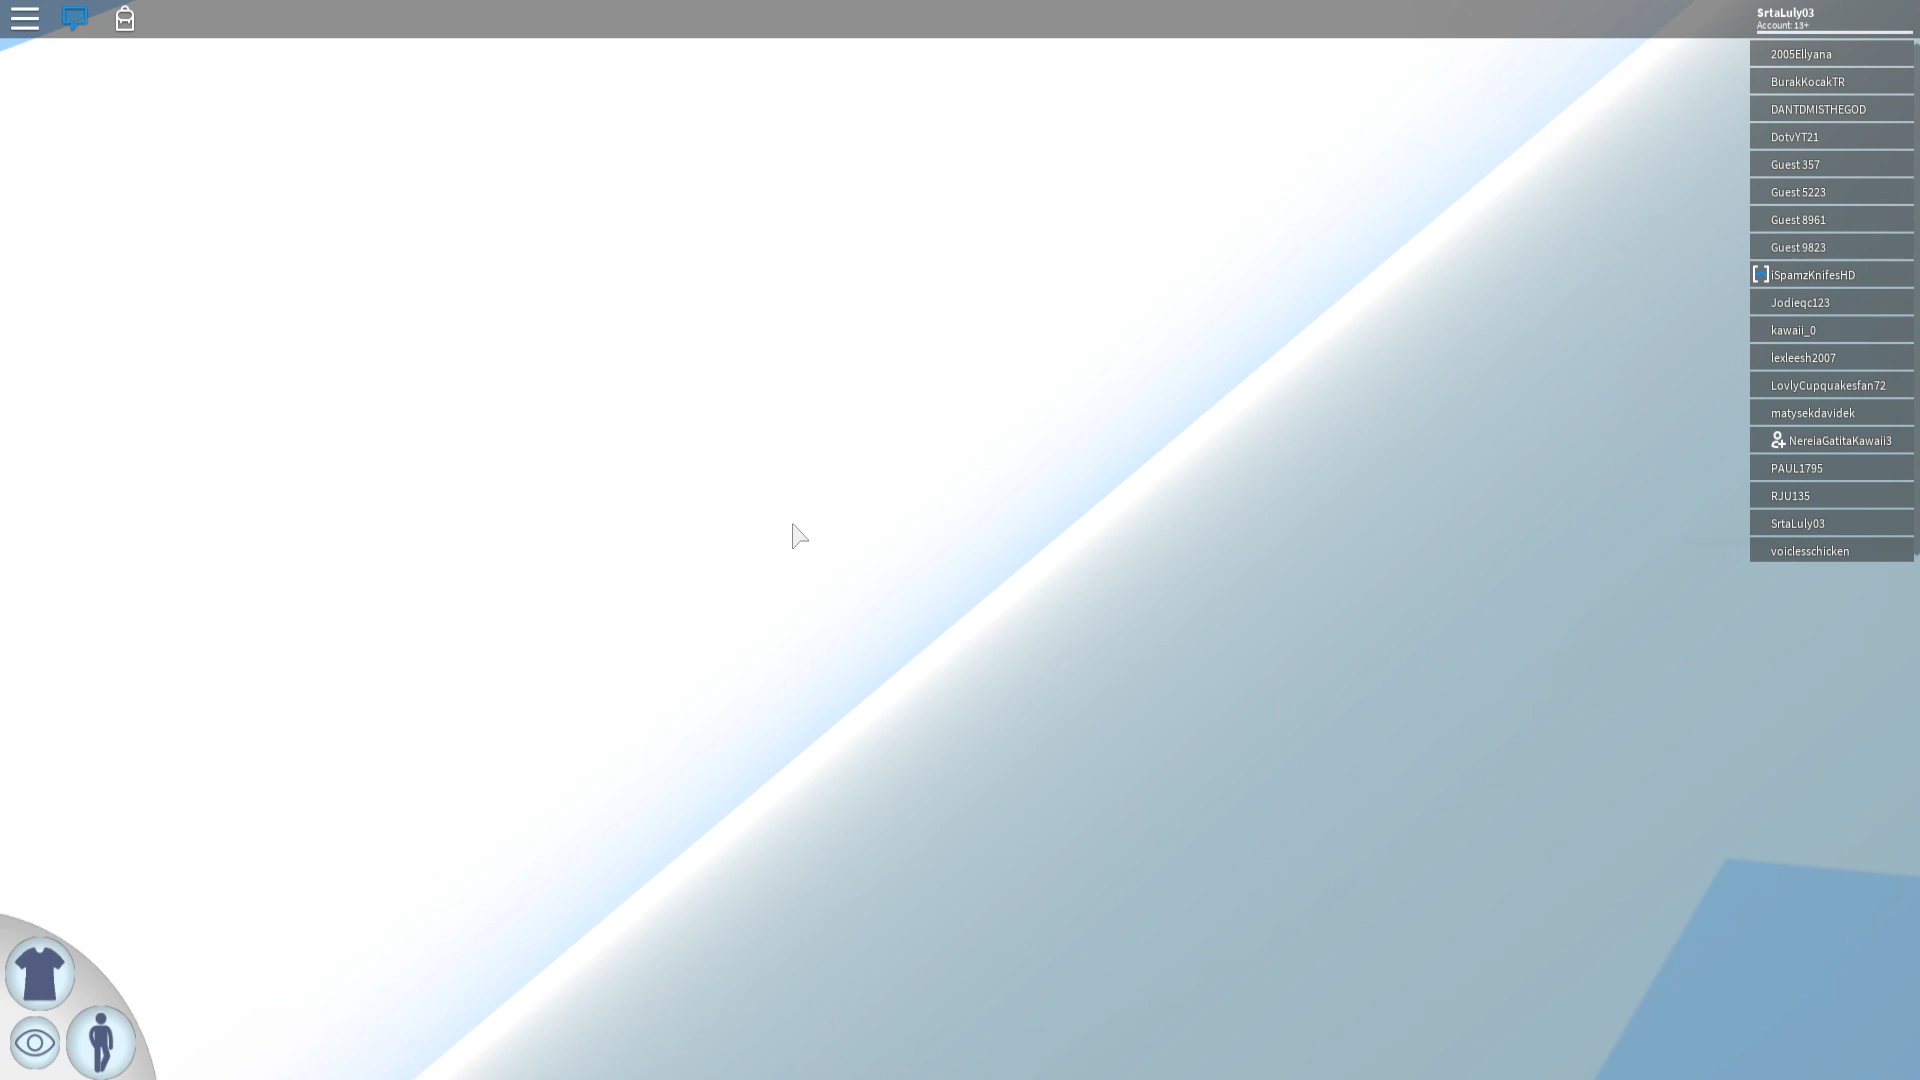 SrtaLuly03
Account: 13+
2005Ellyana
BurakKocakTR
DANTDMISTHEGOD
DotvYT21
Guest 357
Guest 5223
Guest 8961
Guest 9823
iSpamzKnifesHD
Jodieqc123
kawaii_0
lexleesh2007
LovlyCupquakesfan72
matysekdavidek
NereiaGatitaKawaii3
PAUL1795
RJU135
SrtaLuly03
voiclesschicken